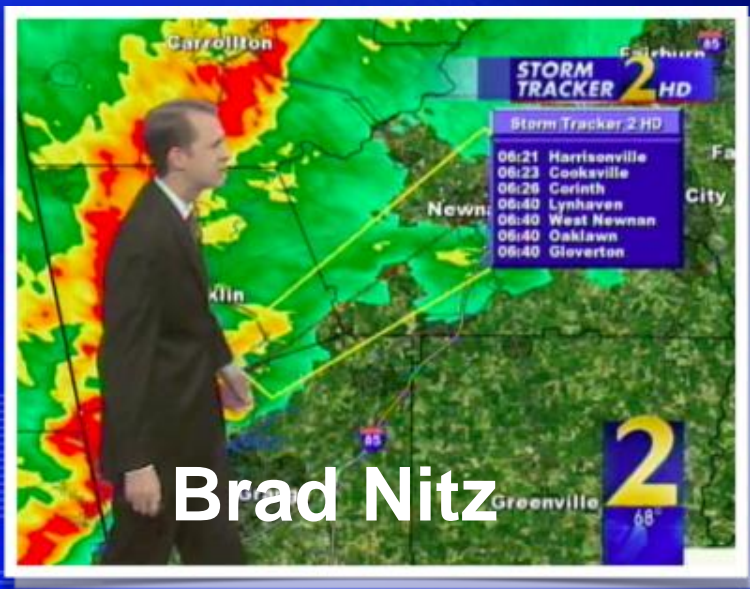 Carrollton
Fairburn
85
STORM
TRACKER 2 HD
Storm Tracker 2 HD
06:21 Harrisonville
06:23 Cooksville
06:26 Corinth
06:40 Lynhaven
06:40 West Newnan
06:40 Oaklawn
06:40 Gloverton
Fa
City
Newn
klin
85
Brad Nitz
Greenville
2
68°